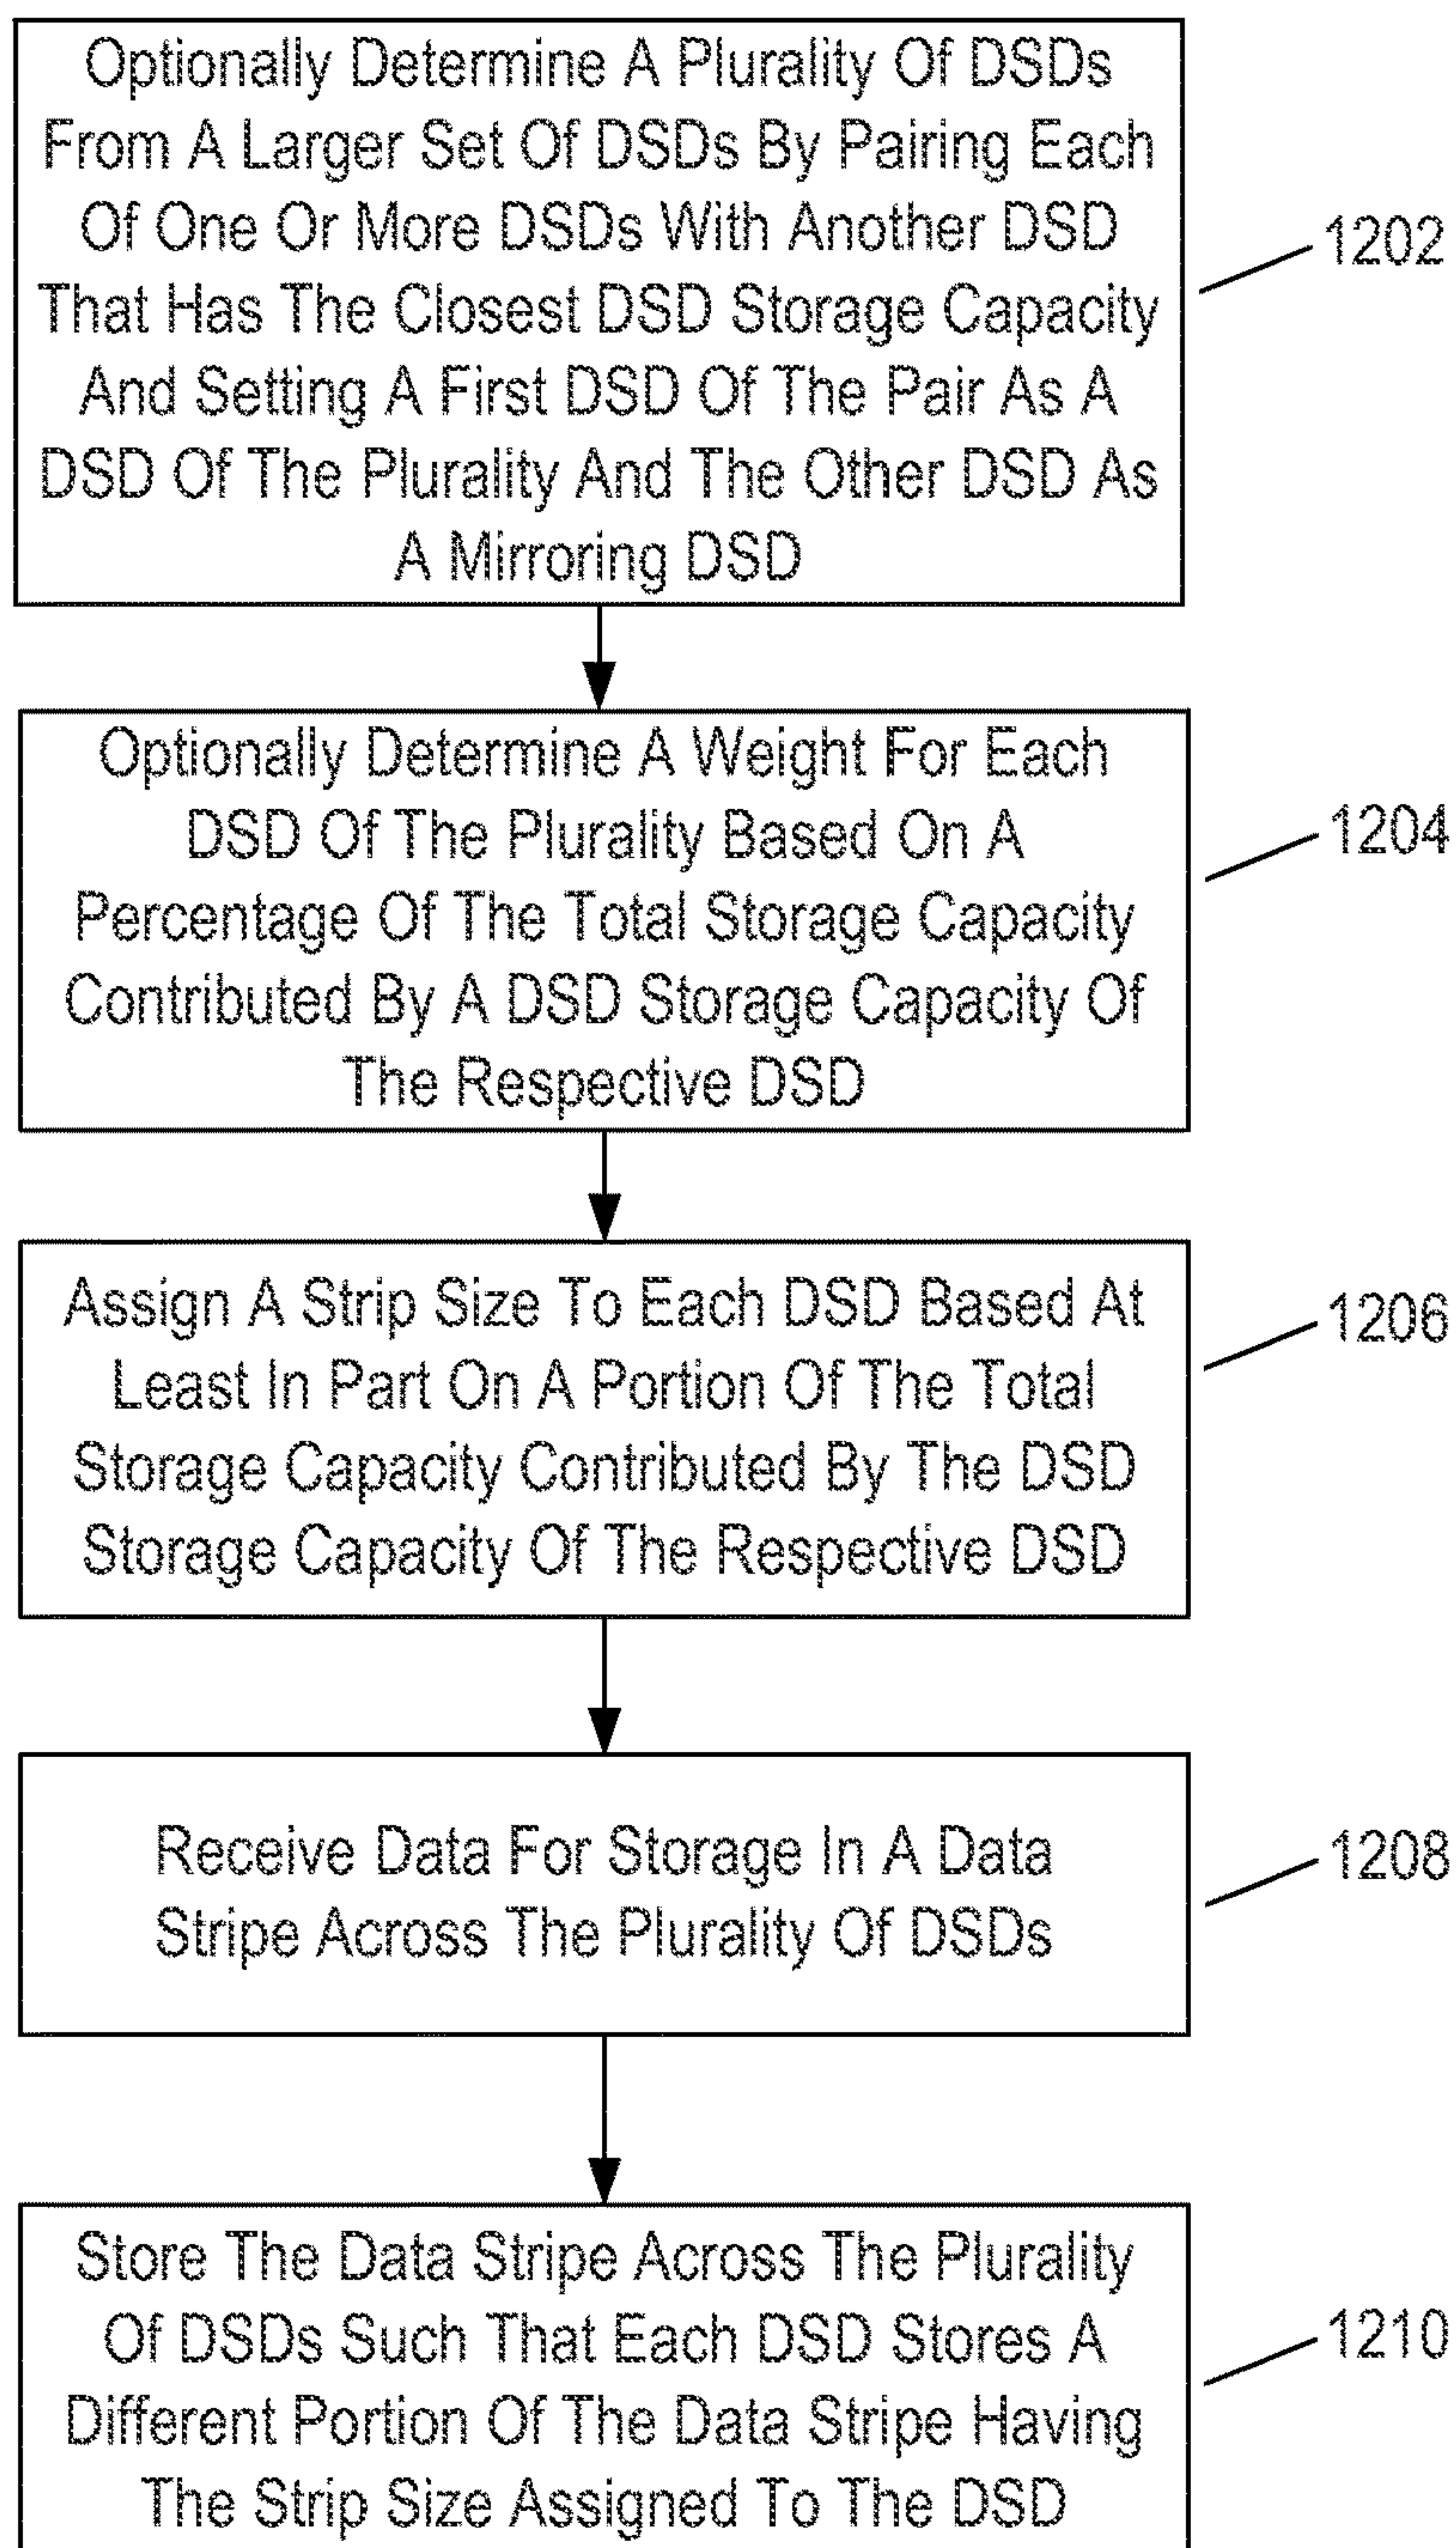 Optionally Determine A Plurality Of DSDs
From A Larger Set Of DSDs By Pairing Each
Of One Or More DSDs With Another DSD
That Has The Closest DSD Storage Capacity
And Setting A First DSD Of The Pair As A
DSD Of The Plurality And The Other DSD As
A Mirroring DSD
1202
Optionally Determine A Weight For Each
DSD Of The Plurality Based On A
Percentage Of The Total Storage Capacity
Contributed By A DSD Storage Capacity Of
The Respective DSD
1204
Assign A Strip Size To Each DSD Based At
Least In Part On A Portion Of The Total
Storage Capacity Contributed By The DSD
Storage Capacity Of The Respective DSD
1206
Receive Data For Storage In A Data
Stripe Across The Plurality Of DSDs
1208
Store The Data Stripe Across The Plurality
Of DSDs Such That Each DSD Stores A
Different Portion Of The Data Stripe Having
The Strip Size Assigned To The DSD
1210